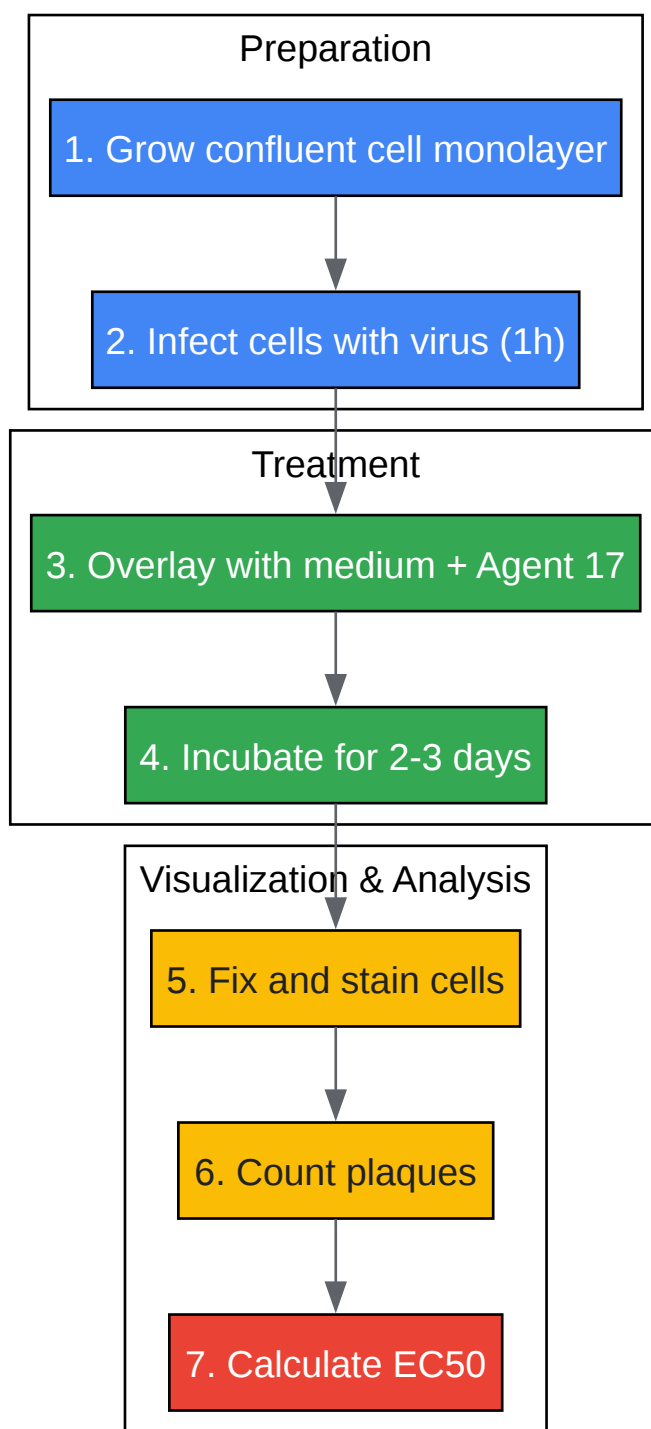 Preparation
1. Grow confluent cell monolayer
2. Infect cells with virus (1h)
Treatment
3. Overlay with medium + Agent 17
4. Incubate for 2-3 days
Visualization & Analysis
5. Fix and stain cells
6. Count plaques
7. Calculate EC50